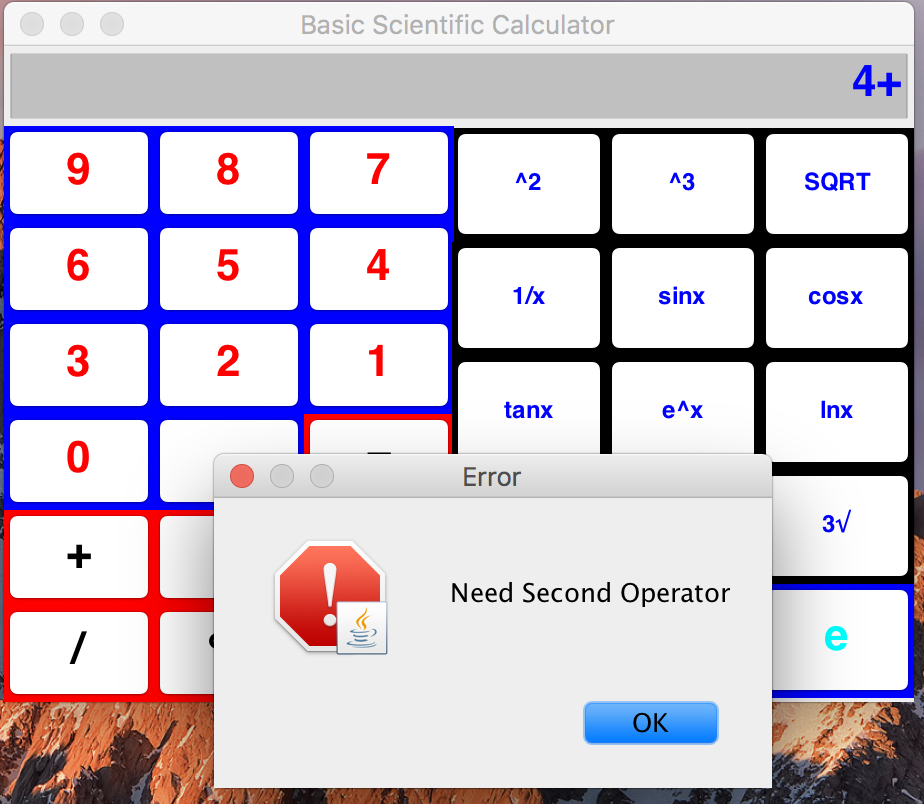 Basic Scientific Calculator
4+
9 8 7 ^2 ^3 SQRT
6 5 4 1/x sinx cosx
3 2 1 tanx e^x lnx
0
Error
+ 3√
Need Second Operator
/ e
OK